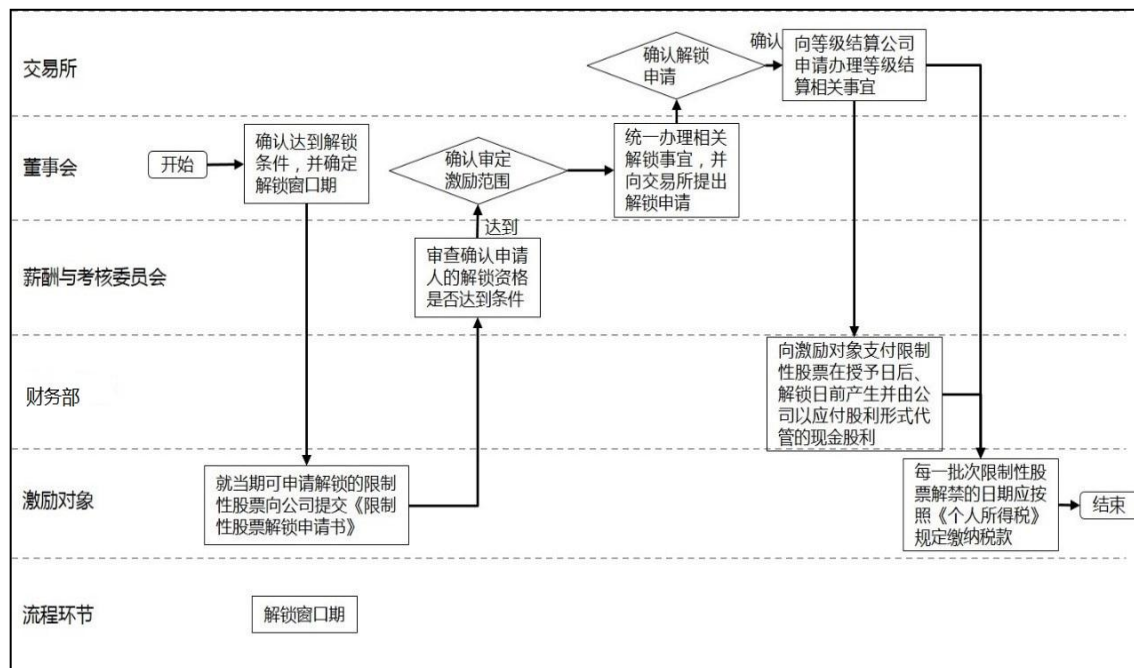 交易所
确认解锁
申请
确认
向等级结算公司
申请办理等级结
算相关事宜
董事会
开始
确认达到解锁
条件，并确定
解锁窗口期
确认审定
激励范围
统一办理相关
解锁事宜，并
向交易所提出
解锁申请
薪酬与考核委员会
达到
审查确认申请
人的解锁资格
是否达到条件
财务部
向激励对象支付限制
性股票在授予日后、
解锁日前产生并由公
司以应付股利形式代
管的现金股利
激励对象
就当期可申请解锁的限制
性股票向公司提交《限制
性股票解锁申请书》
每一批次限制性股
票解禁的日期应按
照《个人所得税》
规定缴纳税款
结束
流程环节
解锁窗口期